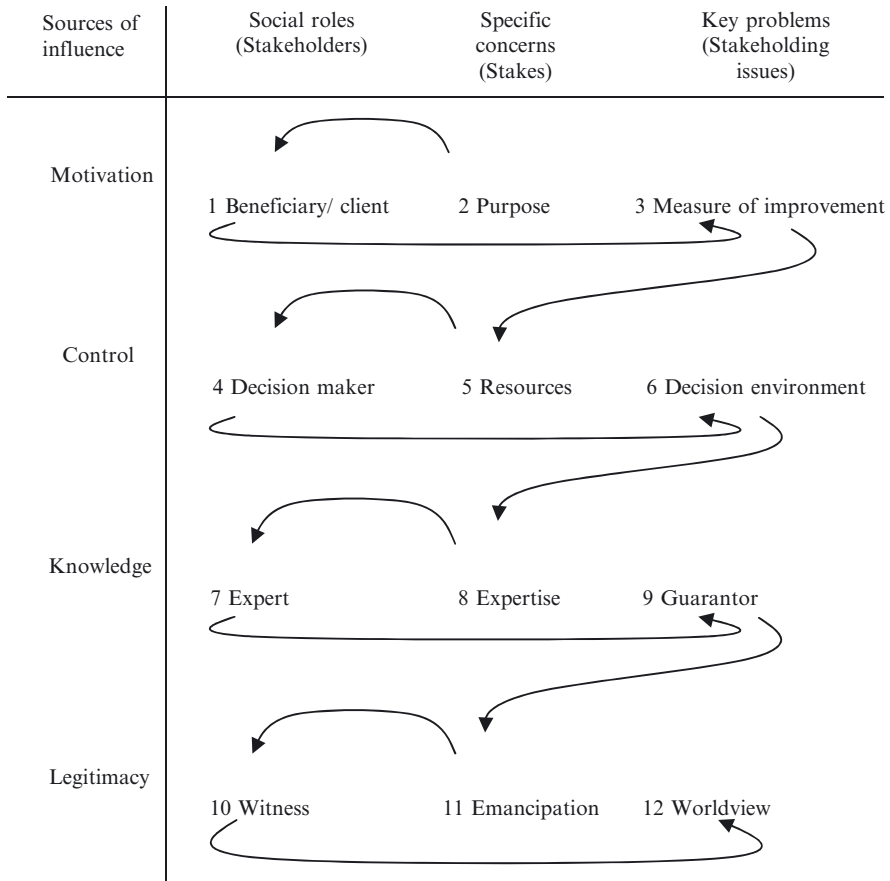 Sources of influence
Social roles (Stakeholders)
Specific concerns (Stakes)
Key problems (Stakeholding issues)
Motivation
1 Beneficiary/ client
2 Purpose
3 Measure of improvement
Control
4 Decision maker
5 Resources
6 Decision environment
Knowledge
7 Expert
8 Expertise
9 Guarantor
Legitimacy
10 Witness
11 Emancipation
12 Worldview